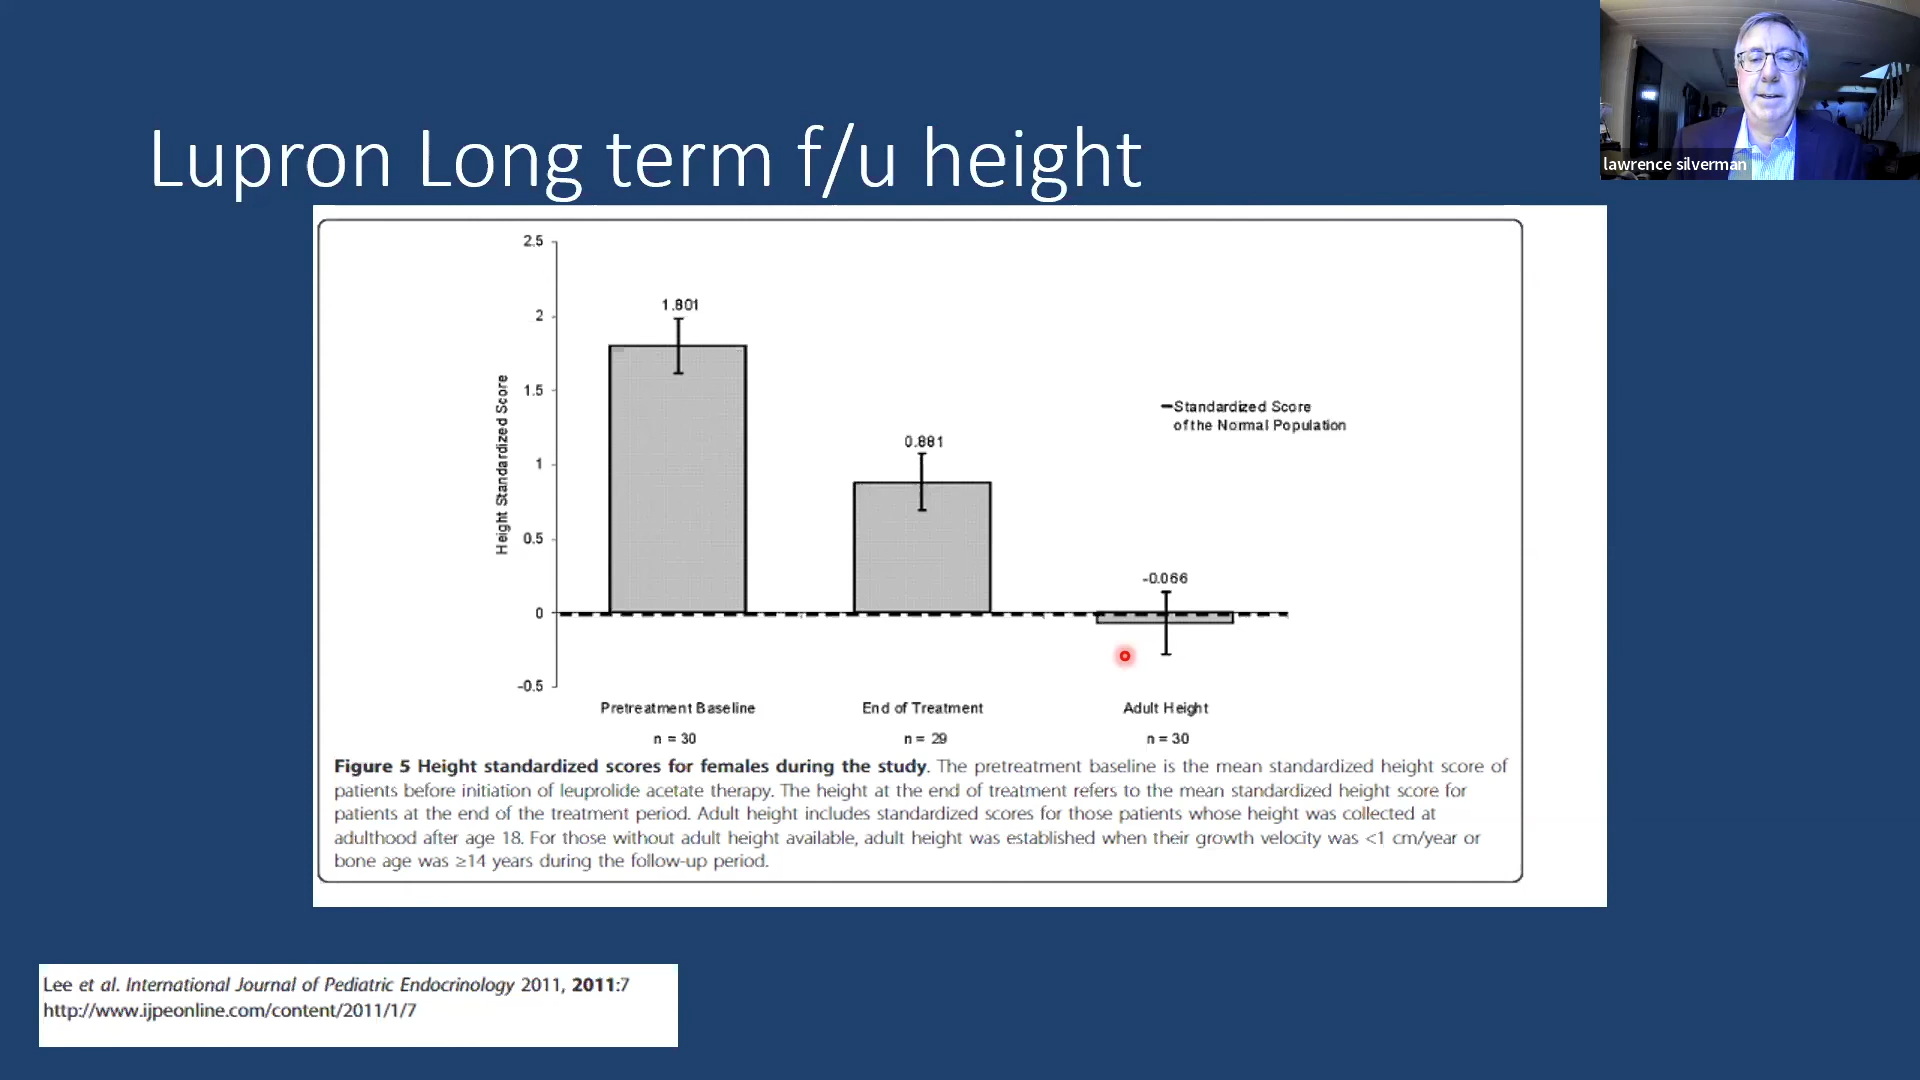 lawrence silverman
Lupron Long term f/u height
2.5
1.801
2
1.5
Standardized Score
of the Normal Population
0.881
1
Height Standardized Score
0.5
-0.066
0
-0.5
Pretreatment Baseline
End of Treatment
Adult Height
n = 30
n = 29
n = 30
Figure 5 Height standardized scores for females during the study. The pretreatment baseline is the mean standardized height score of
patients before initiation of leuprolide acetate therapy. The height at the end of treatment refers to the mean standardized height score for
patients at the end of the treatment period. Adult height includes standardized scores for those patients whose height was collected at
adulthood after age 18. For those without adult height available, adult height was established when their growth velocity was <1 cm/year or
bone age was ≥14 years during the follow-up period.
Lee et al. International Journal of Pediatric Endocrinology 2011, 2011:7
http://www.ijpeonline.com/content/2011/1/7